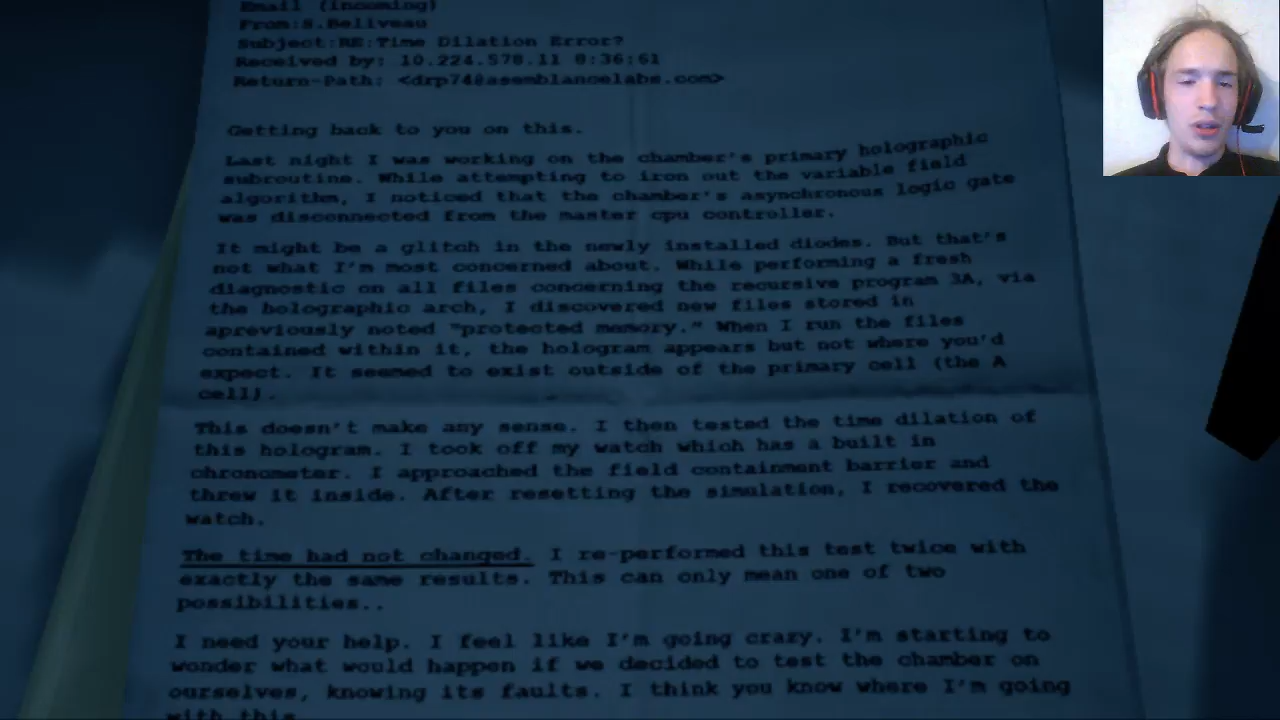 Email (incoming)
From:S.Beliveau
Subject:RE:Time Dilation Error?
Received by: 10.224.578.11 8:36:61
Return-Path: <drp74@asemblancelabs.com>
Getting back to you on this.
Last night I was working on the chamber's primary holographic
subroutine. While attempting to iron out the variable field
algorithm, I noticed that the chamber's asynchronous logic gate
was disconnected from the master cpu controller.
It might be a glitch in the newly installed diodes. But that's
not what I'm most concerned about. While performing a fresh
diagnostic on all files concerning the recursive program 3A, via
the holographic arch, I discovered new files stored in
apreviously noted "protected memory." When I run the files
contained within it, the hologram appears but not where you'd
expect. It seemed to exist outside of the primary cell (the A
cell).
This doesn't make any sense. I then tested the time dilation of
this hologram. I took off my watch which has a built in
chronometer. I approached the field containment barrier and
threw it inside. After resetting the simulation, I recovered the
watch.
The time had not changed. I re-performed this test twice with
exactly the same results. This can only mean one of two
possibilities..
I need your help. I feel like I'm going crazy. I'm starting to
wonder what would happen if we decided to test the chamber on
ourselves, knowing its faults. I think you know where I'm going
with this.